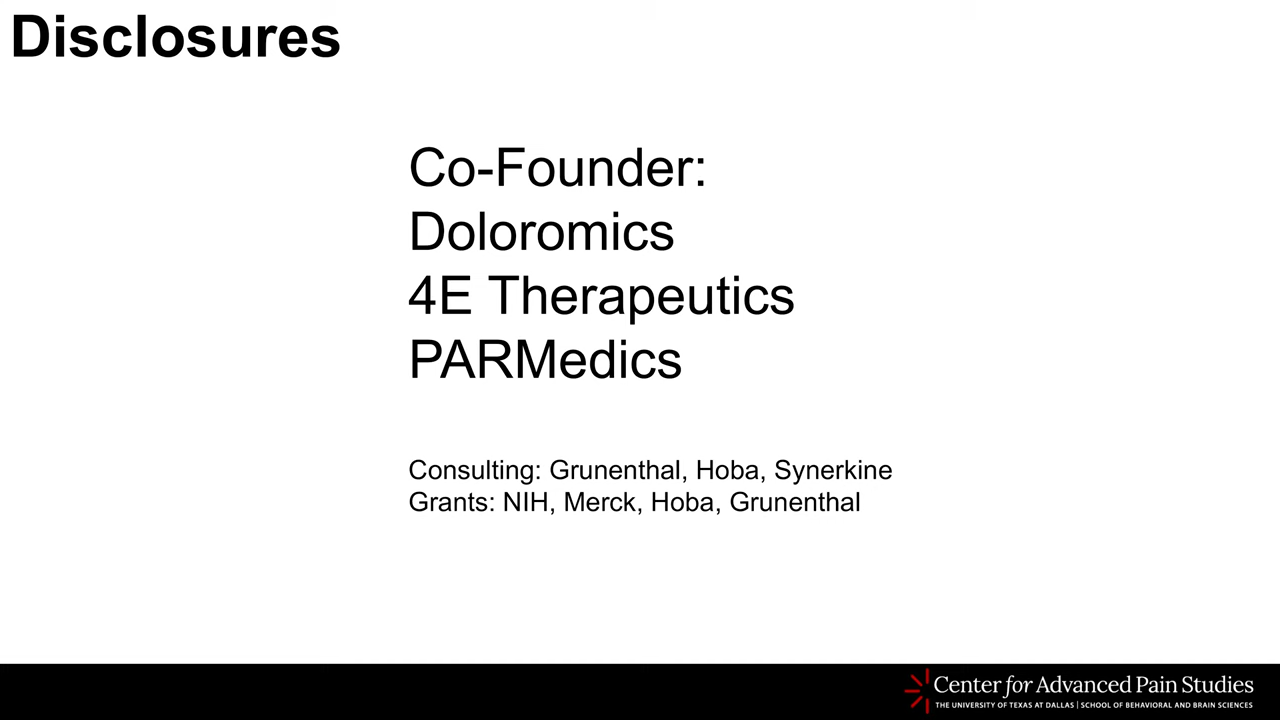 Disclosures
Co-Founder:
Doloromics
4E Therapeutics
PARMedics
Consulting: Grunenthal, Hoba, Synerkine
Grants: NIH, Merck, Hoba, Grunenthal
Center for Advanced Pain Studies
THE UNIVERSITY OF TEXAS AT DALLAS | SCHOOL OF BEHAVIORAL AND BRAIN SCIENCES